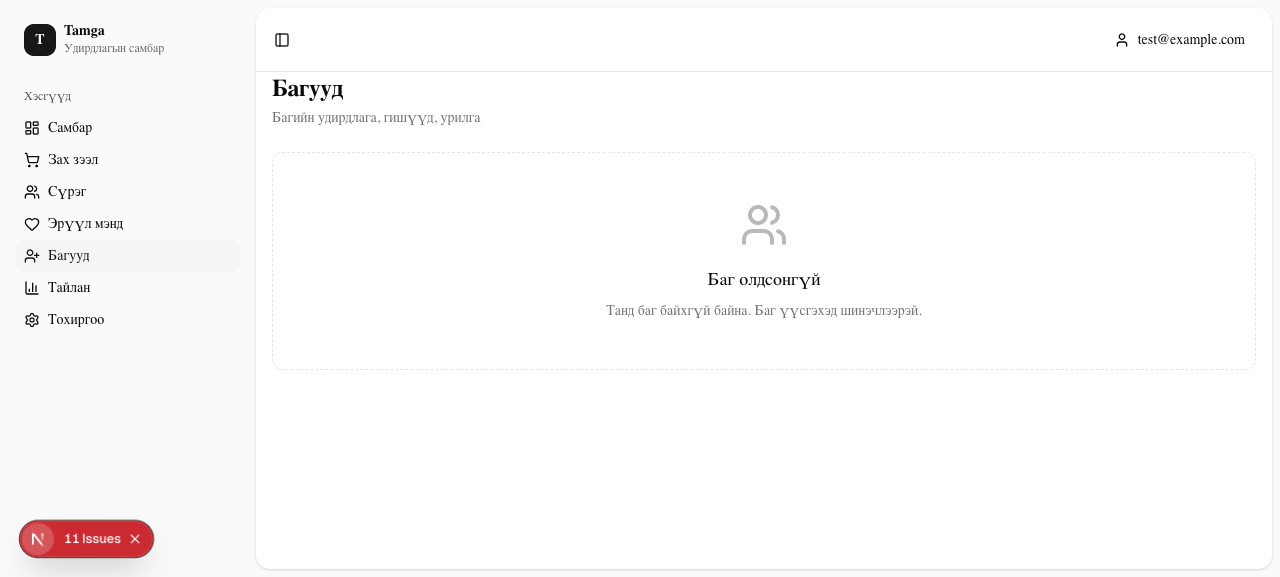 T
Tamga
Удирдлагын самбар
Хэсгүүд
Самбар
Зах зээл
Сүрэг
Эрүүл мэнд
Багууд
Тайлан
Тохиргоо
11 Issues
test@example.com
Багууд
Багийн удирдлага, гишүүд, урилга
Баг олдсонгүй
Танд баг байхгүй байна. Баг үүсгэхэд шинэчлээрэй.